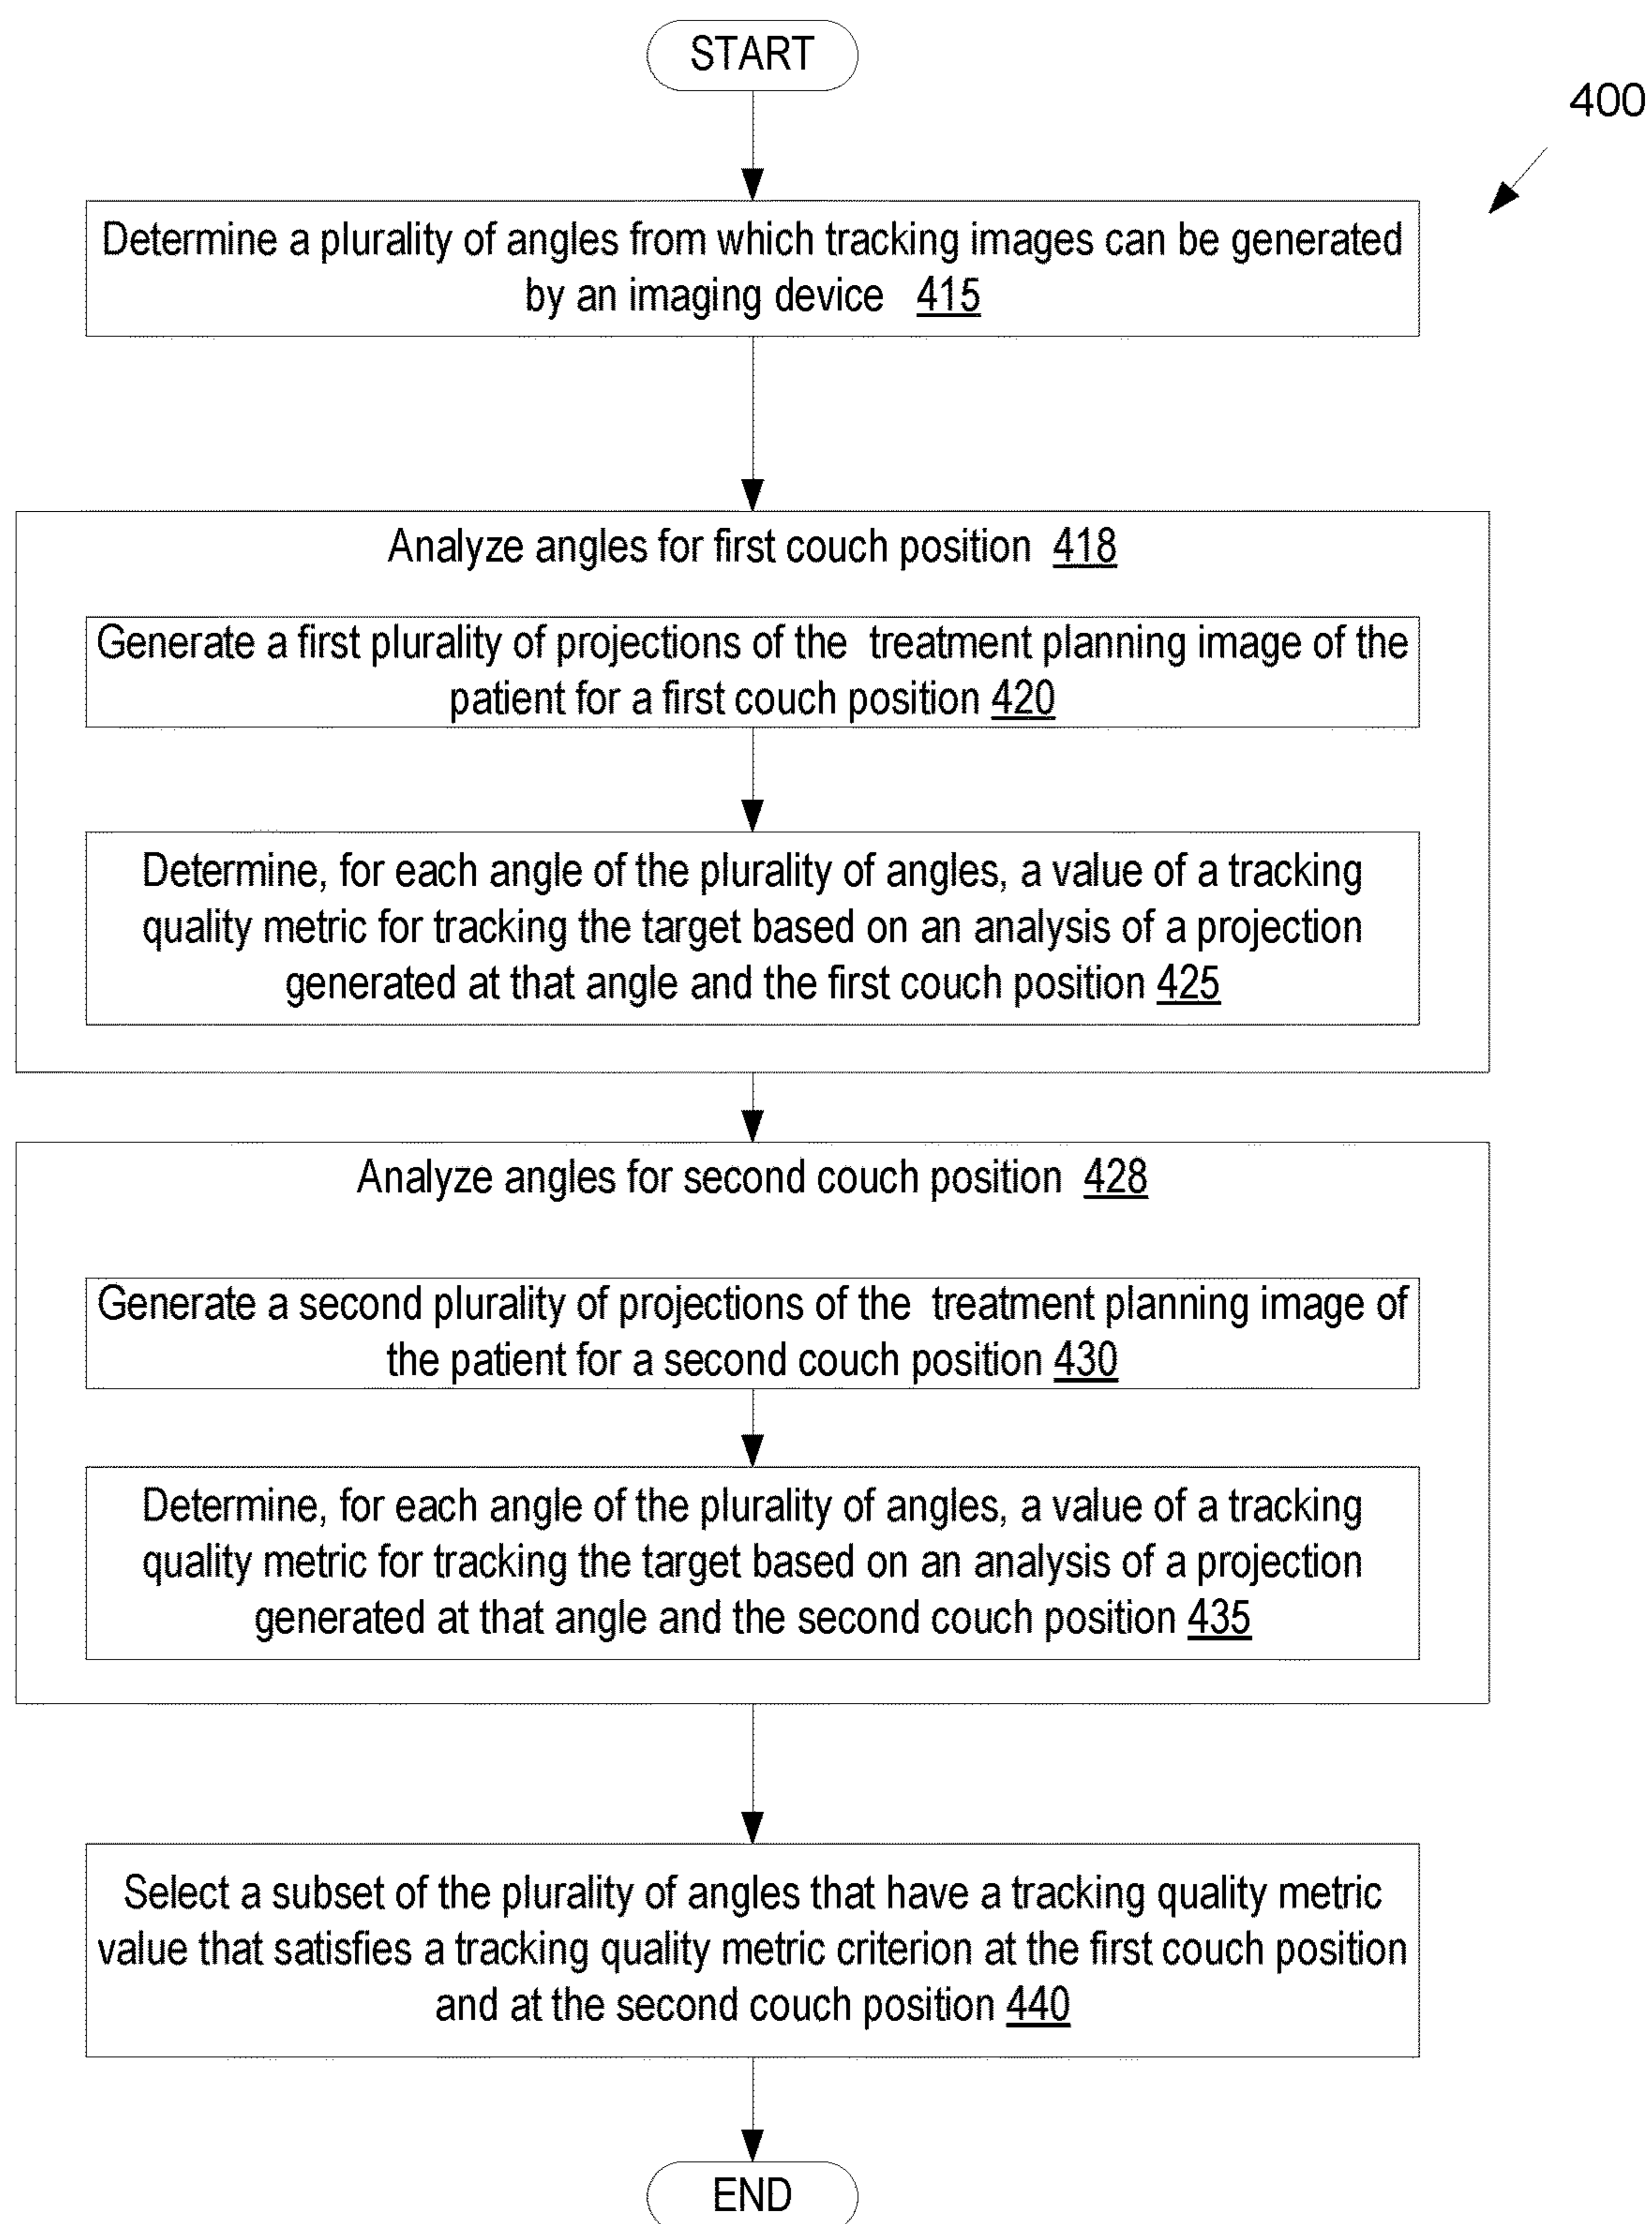 START
400
Determine a plurality of angles from which tracking images can be generated
by an imaging device 415
Analyze angles for first couch position 418
Generate a first plurality of projections of the treatment planning image of the
patient for a first couch position 420
Determine, for each angle of the plurality of angles, a value of a tracking
quality metric for tracking the target based on an analysis of a projection
generated at that angle and the first couch position 425
Analyze angles for second couch position 428
Generate a second plurality of projections of the treatment planning image of
the patient for a second couch position 430
Determine, for each angle of the plurality of angles, a value of a tracking
quality metric for tracking the target based on an analysis of a projection
generated at that angle and the second couch position 435
Select a subset of the plurality of angles that have a tracking quality metric
value that satisfies a tracking quality metric criterion at the first couch position
and at the second couch position 440
END